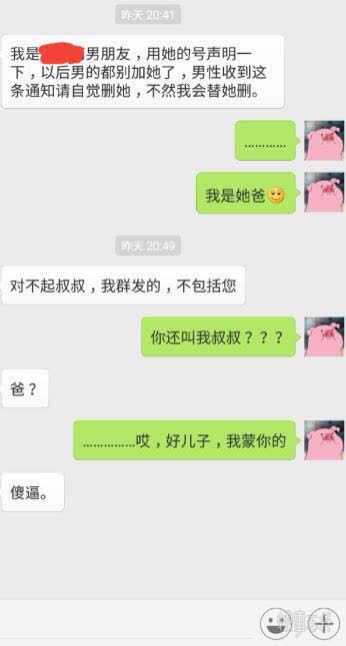 昨天 20:41
我是男朋友，用她的号声明一
下，以后男的都别加她了，男性收到这
条通知请自觉删她，不然我会替她删。
…………
我是她爸
昨天 20:49
对不起叔叔，我群发的，不包括您
你还叫我叔叔？？？
爸？
……………哎，好儿子，我蒙你的
傻逼。